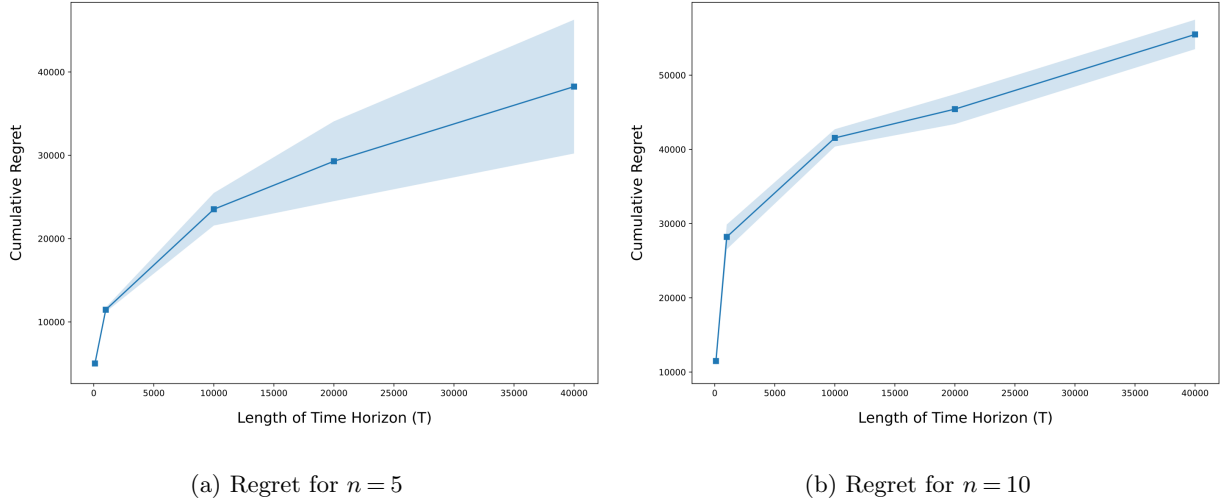 40000
30000
20000
10000
Cumulative Regret
0 5000 10000 15000 20000 25000 30000 35000 40000
Length of Time Horizon (T)
(a) Regret for n = 5
50000
40000
30000
20000
10000
Cumulative Regret
0 5000 10000 15000 20000 25000 30000 35000 40000
Length of Time Horizon (T)
(b) Regret for n = 10